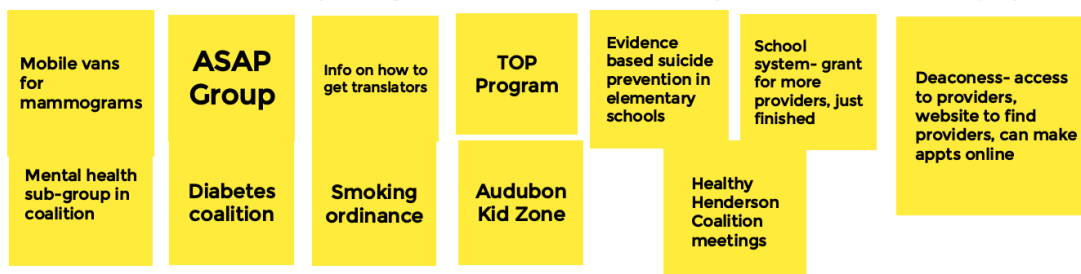 Mobile vans
for
mammograms
ASAP
Group
Info on how to
get translators
TOP
Program
Evidence
based suicide
prevention in
elementary
schools
School
system- grant
for more
providers, just
finished
Deaconess- access
to providers,
website to find
providers, can make
appts online
Mental health
sub-group in
coalition
Diabetes
coalition
Smoking
ordinance
Audubon
Kid Zone
Healthy
Henderson
Coalition
meetings